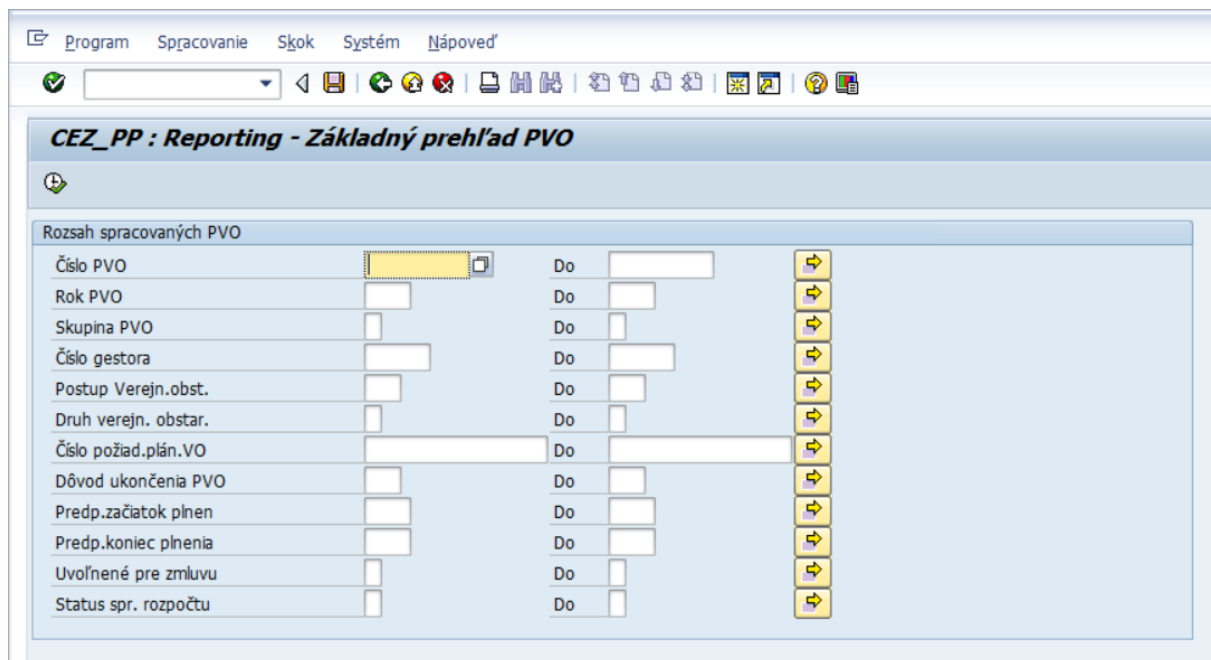 Program Spracovanie Skok Systém Nápoveď
CEZ_PP : Reporting - Základný prehľad PVO
Rozsah spracovaných PVO
Číslo PVO Do
Rok PVO Do
Skupina PVO Do
Číslo gestora Do
Postup Verejn.obst. Do
Druh verejn. obstar. Do
Číslo požiad.plán.VO Do
Dôvod ukončenia PVO Do
Predp.začiatok plnen Do
Predp.koniec plnenia Do
Uvoľnené pre zmluvu Do
Status spr. rozpočtu Do